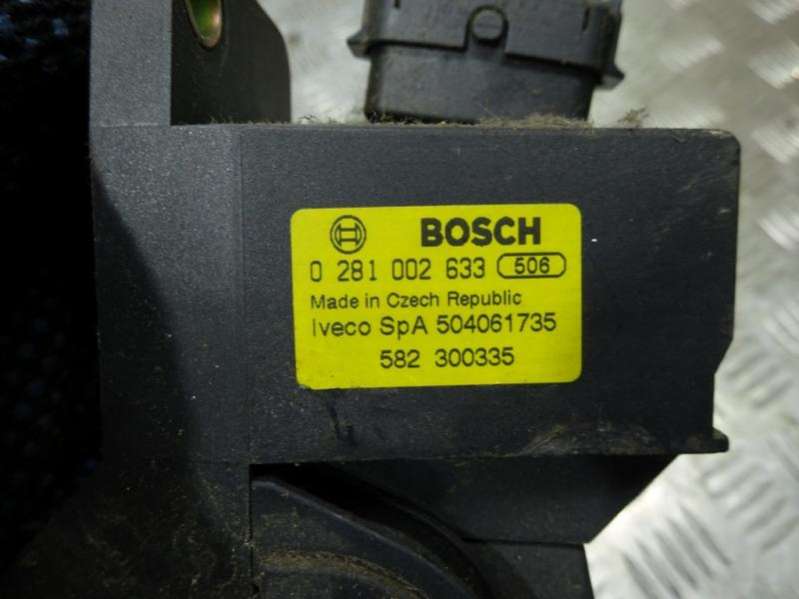 BOSCH
0 281 002 633 506
Made in Czech Republic
Iveco SpA 504061735
582 300335